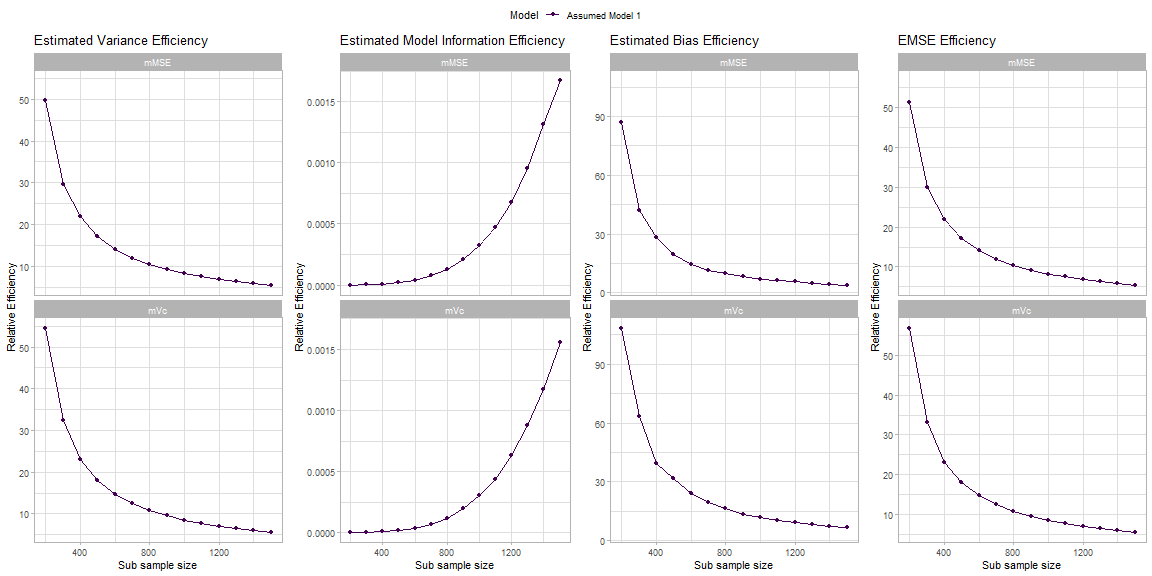 Model Assumed Model 1
Estimated Variance Efficiency
mMSE
50
40
30
20
10
mVc
50
40
30
20
10
400 800 1200
Sub sample size
Relative Efficiency
Estimated Model Information Efficiency
mMSE
0.0015
0.0010
0.0005
0.0000
mVc
0.0015
0.0010
0.0005
0.0000
400 800 1200
Sub sample size
Relative Efficiency
Estimated Bias Efficiency
mMSE
90
60
30
0
mVc
90
60
30
0
400 800 1200
Sub sample size
Relative Efficiency
EMSE Efficiency
mMSE
50
40
30
20
10
mVc
50
40
30
20
10
400 800 1200
Sub sample size
Relative Efficiency